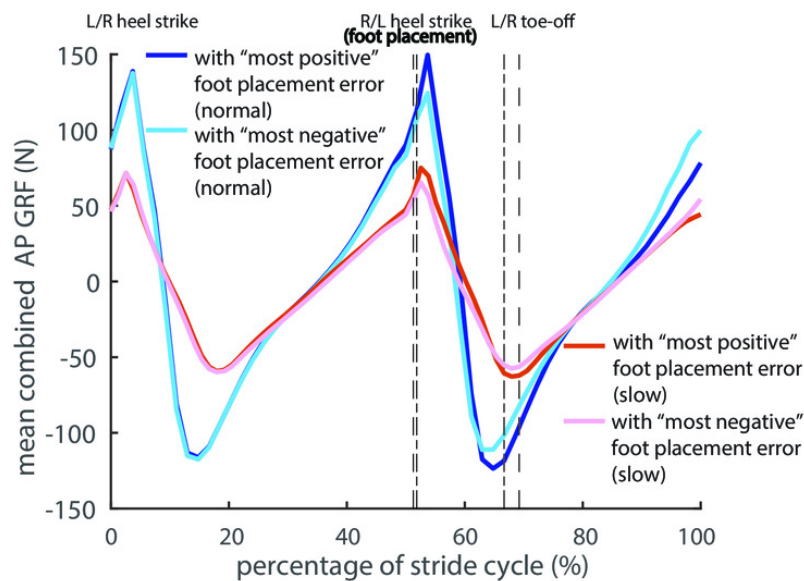 L/R heel strike
R/L heel strike
L/R toe-off
(foot placement)
with “most positive”
foot placement error
(normal)
with “most negative”
foot placement error
(normal)
with “most positive”
foot placement error
(slow)
with “most negative”
foot placement error
(slow)
mean combined AP GRF (N)
150
100
50
0
-50
-100
-150
0
20
40
60
80
100
percentage of stride cycle (%)